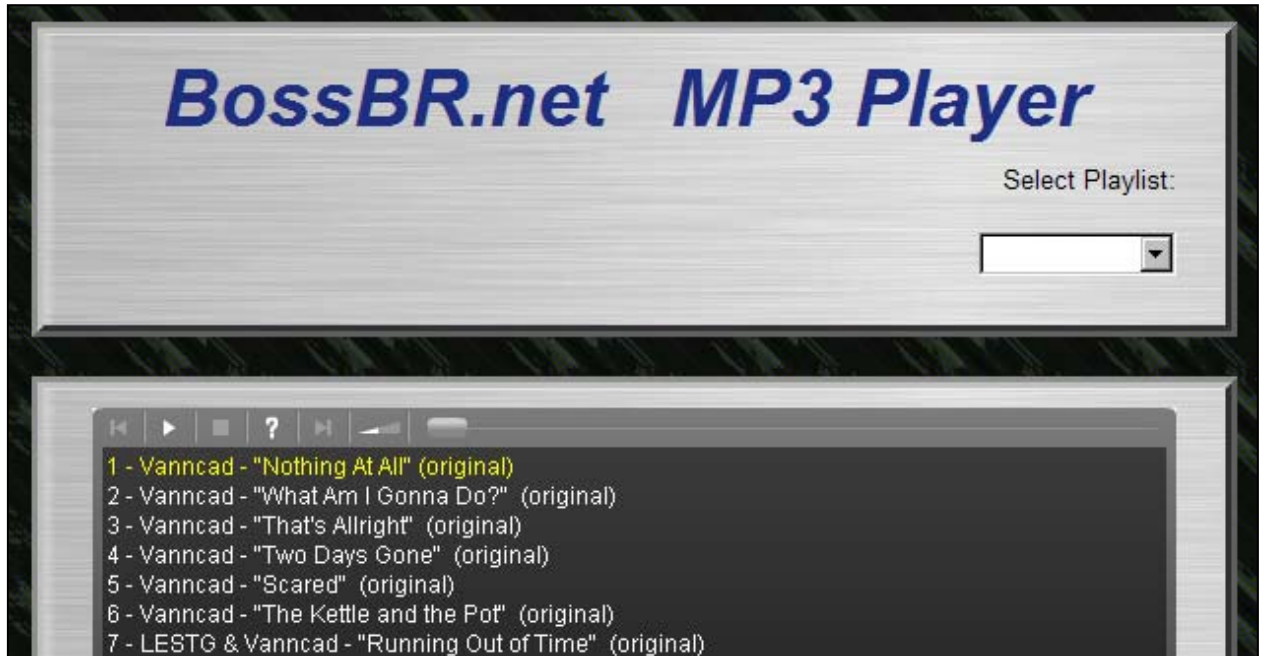 BossBR.net MP3 Player
Select Playlist:
?
1 - Vanncad - "Nothing At All" (original)
2 - Vanncad - "What Am I Gonna Do?" (original)
3 - Vanncad - "That's Allright" (original)
4 - Vanncad - "Two Days Gone" (original)
5 - Vanncad - "Scared" (original)
6 - Vanncad - "The Kettle and the Pot" (original)
7 - LESTG & Vanncad - "Running Out of Time" (original)